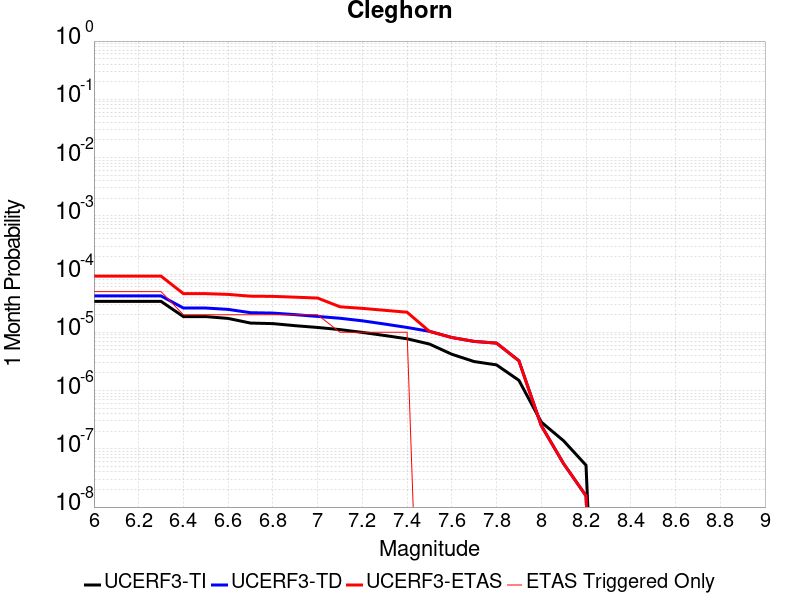 Cleghorn
1 Month Probability
10^0
10^-1
10^-2
10^-3
10^-4
10^-5
10^-6
10^-7
10^-8
6 6.2 6.4 6.6 6.8 7 7.2 7.4 7.6 7.8 8 8.2 8.4 8.6 8.8 9
Magnitude
UCERF3-TI UCERF3-TD UCERF3-ETAS ETAS Triggered Only